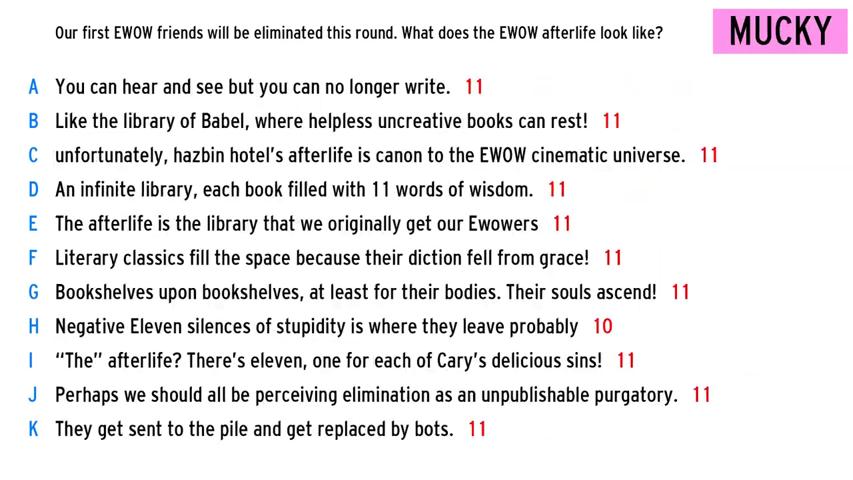 Our first EWOW friends will be eliminated this round. What does the EWOW afterlife look like?
MUCKY
A You can hear and see but you can no longer write. 11
B Like the library of Babel, where helpless uncreative books can rest! 11
C unfortunately, hazbin hotel's afterlife is canon to the EWOW cinematic universe. 11
D An infinite library, each book filled with 11 words of wisdom. 11
E The afterlife is the library that we originally get our Ewowers 11
F Literary classics fill the space because their diction fell from grace! 11
G Bookshelves upon bookshelves, at least for their bodies. Their souls ascend! 11
H Negative Eleven silences of stupidity is where they leave probably 10
I “The” afterlife? There's eleven, one for each of Cary's delicious sins! 11
J Perhaps we should all be perceiving elimination as an unpublishable purgatory. 11
K They get sent to the pile and get replaced by bots. 11